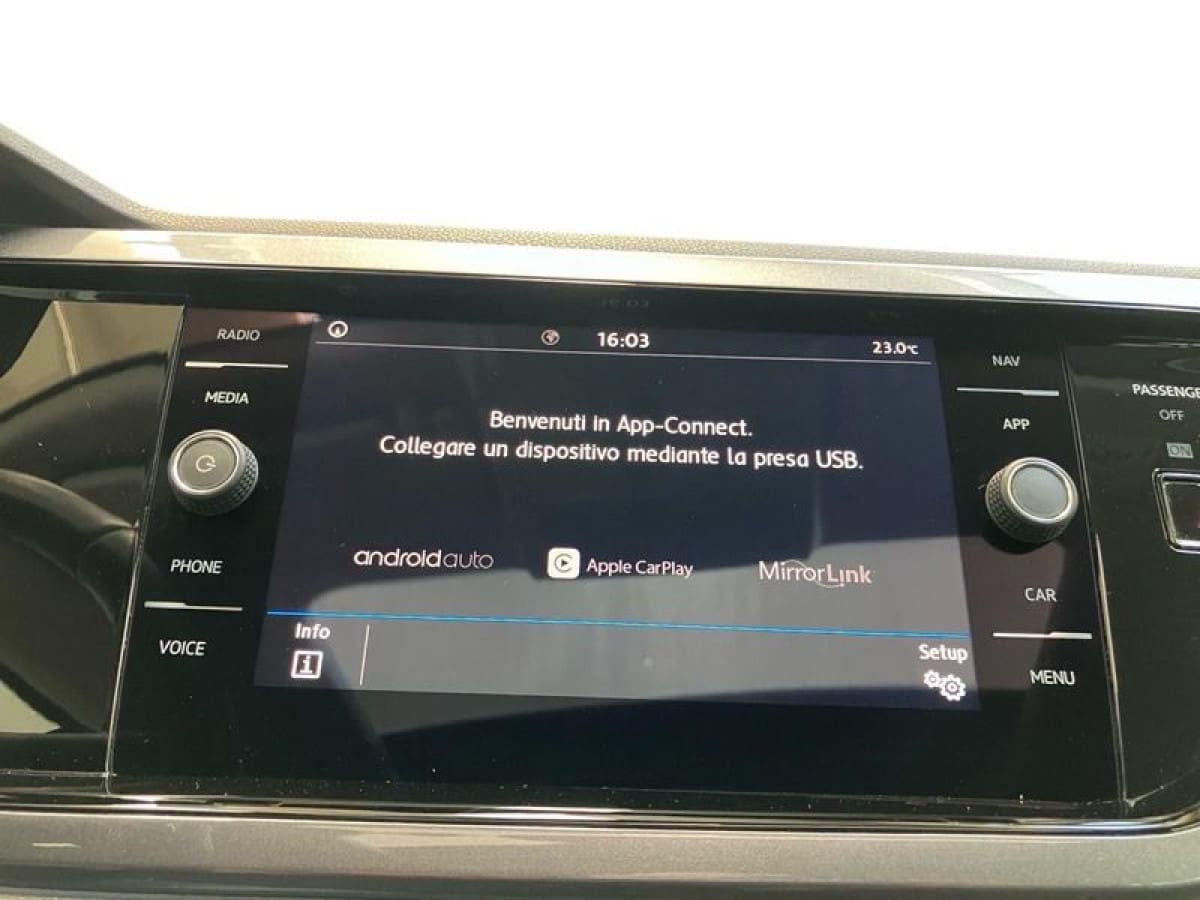 RADIO
MEDIA
PHONE
VOICE
16:03
23.0°C
Benvenuti in App-Connect.
Collegare un dispositivo mediante la presa USB.
androidauto
Apple CarPlay
MirrorLink
Info
i
Setup
NAV
APP
CAR
MENU
PASSENGE
OFF
ON